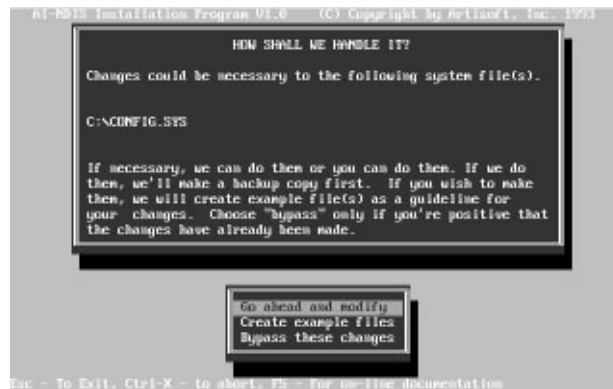 AI-NDIS Installation Program V1.0 (C) Copyright by Artisoft, Inc. 1993
HOW SHALL WE HANDLE IT?
Changes could be necessary to the following system file(s).
C:\CONFIG.SYS
If necessary, we can do them or you can do them. If we do
them, we'll make a backup copy first. If you wish to make
them, we will create example file(s) as a guideline for
your changes. Choose "bypass" only if you're positive that
the changes have already been made.
Go ahead and modify
Create example files
Bypass these changes
Esc - To Exit, Ctrl-X - to abort, F5 - For on-line documentation